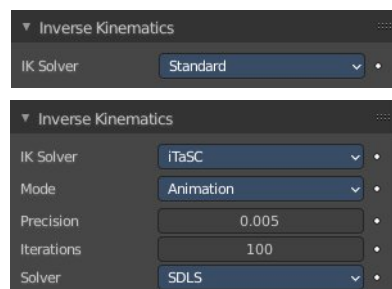 Inverse Kinematics
IK Solver Standard
Inverse Kinematics
IK Solver iTaSC
Mode Animation
Precision 0.005
Iterations 100
Solver SDLS